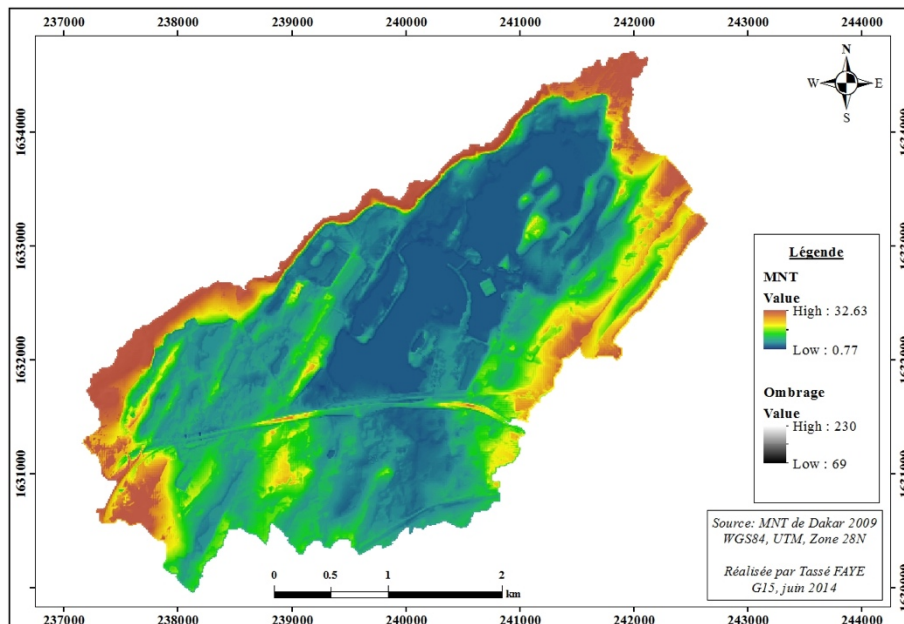 237000 238000 239000 240000 241000 242000 243000 244000
N
W E
S
1634000 1634000
1633000 1633000
1632000 1632000
1631000 1631000
1630000 1630000
Légende
MNT
Value
High : 32.63
Low : 0.77
Ombrage
Value
High : 230
Low : 69
Source: MNT de Dakar 2009
WGS84, UTM, Zone 28N
Réalisée par Tassé FAYE
G15, juin 2014
0 0.5 1 2
km
237000 238000 239000 240000 241000 242000 243000 244000